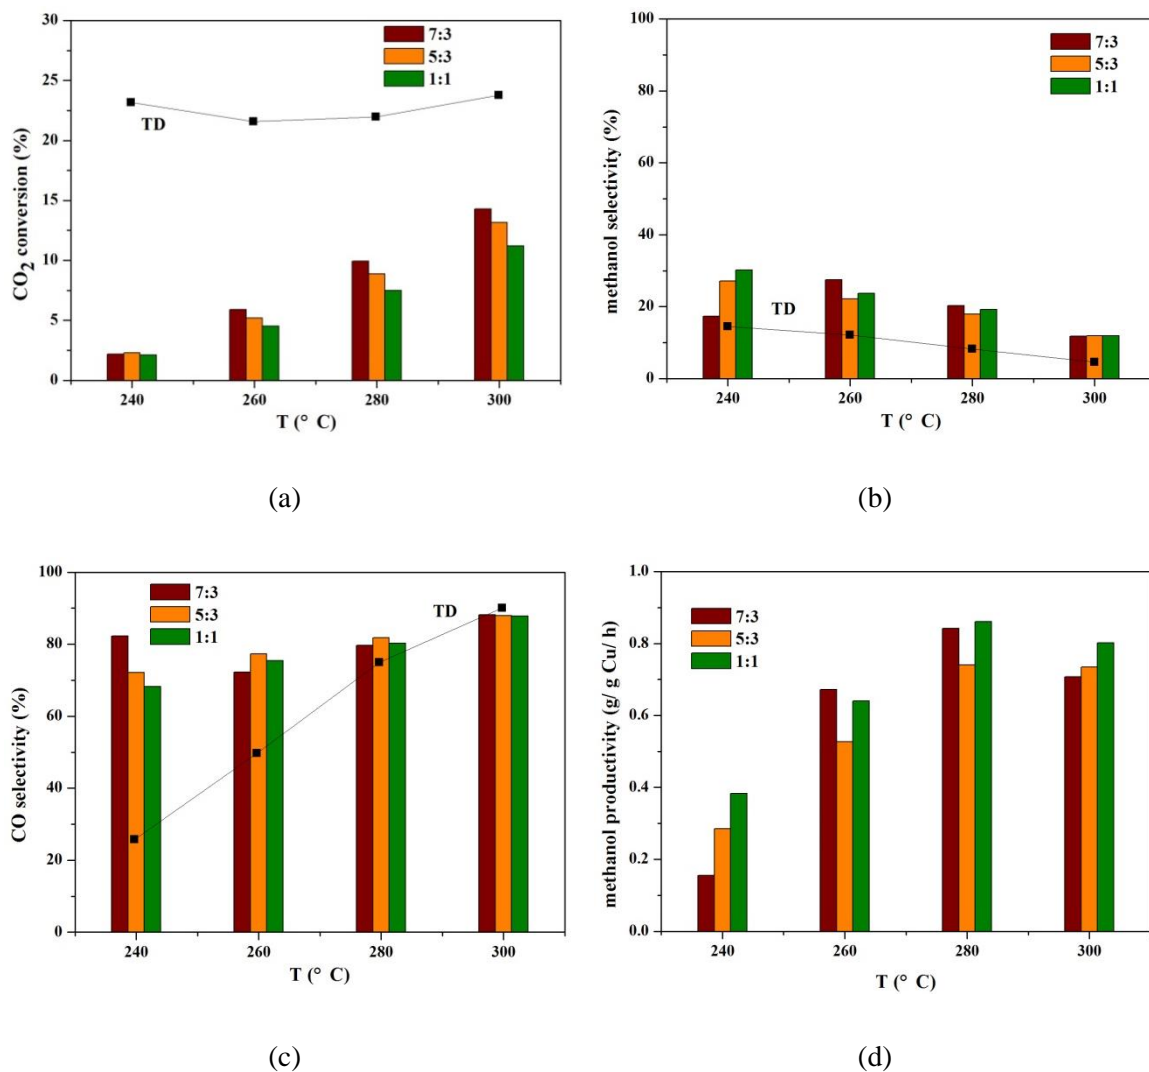 30
25
20
15
10
5
0
CO2 conversion (%)
7:3
5:3
1:1
TD
240 260 280 300
T (° C)
(a)
100
80
60
40
20
0
methanol selectivity (%)
7:3
5:3
1:1
TD
240 260 280 300
T (° C)
(b)
100
80
60
40
20
0
CO selectivity (%)
7:3
5:3
1:1
TD
240 260 280 300
T (° C)
(c)
1.0
0.8
0.6
0.4
0.2
0.0
methanol productivity (g/ g Cu/ h)
7:3
5:3
1:1
240 260 280 300
T (° C)
(d)